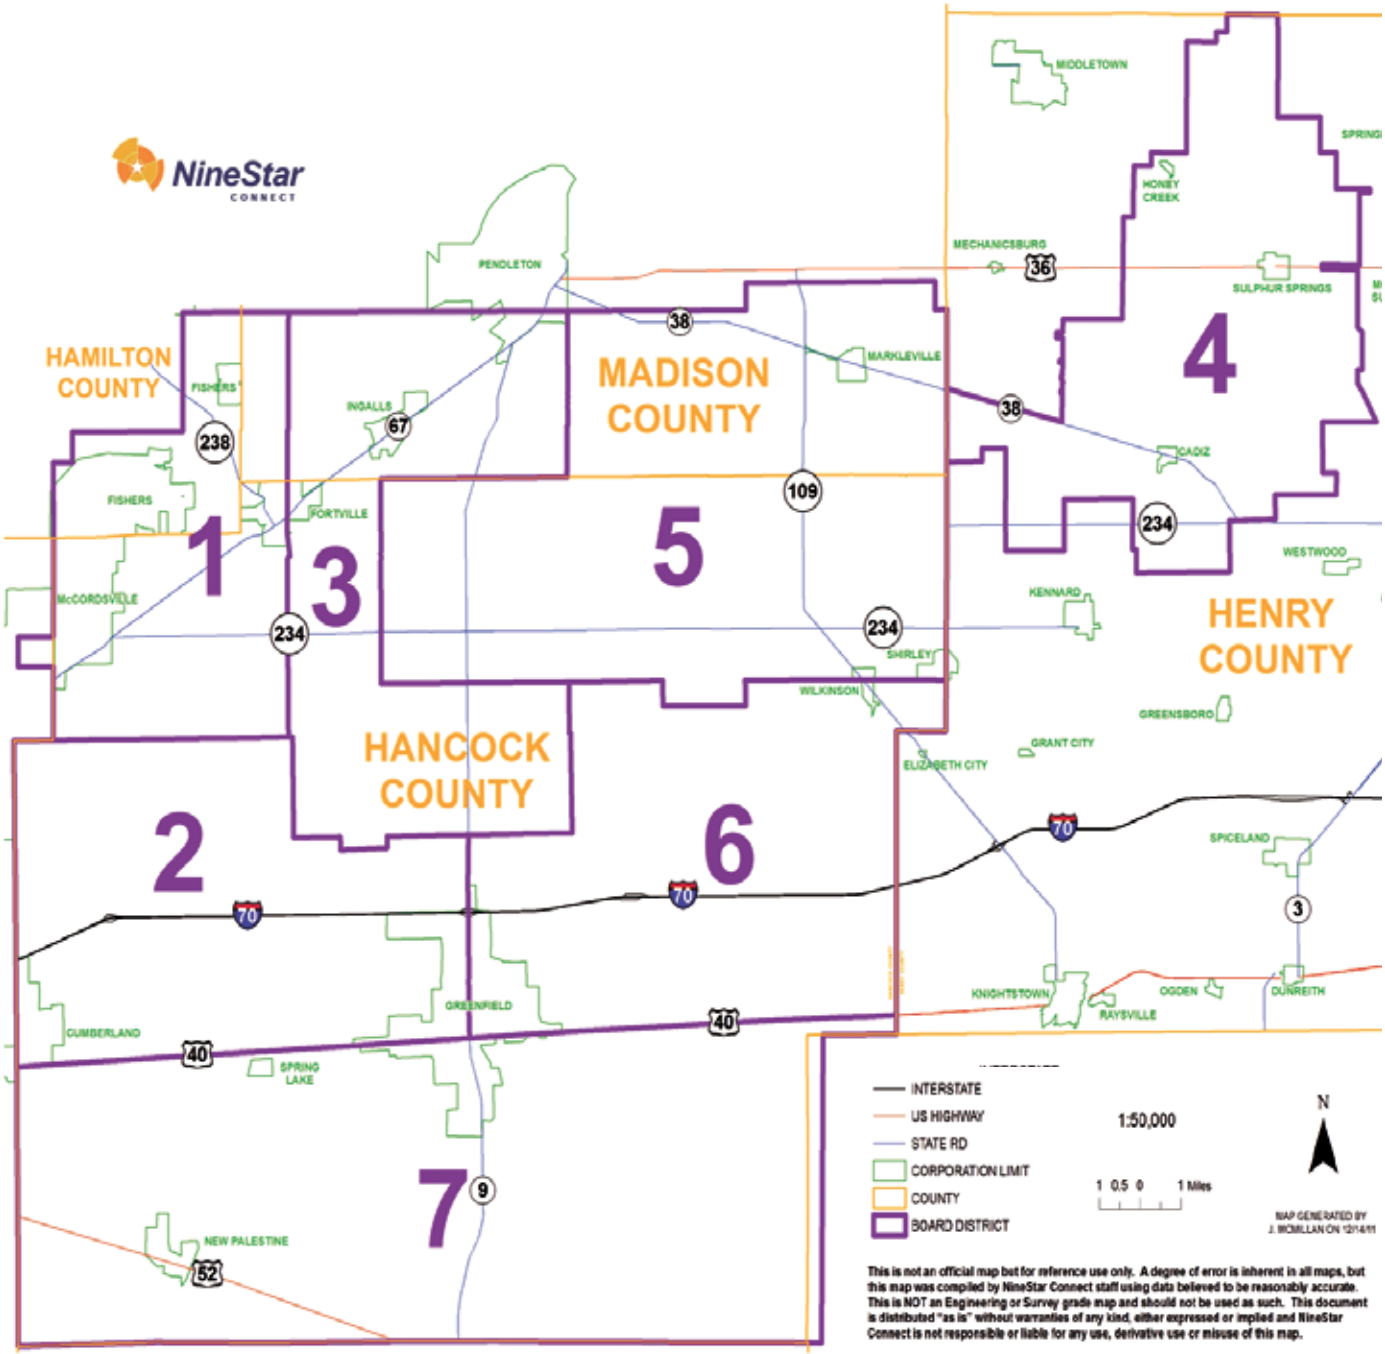 MIDDLETOWN
SPRING
HONEY
CREEK
NineStar
CONNECT
MECHANICSBURG
36
PENDLETON
SULPHUR SPRINGS
38
4
HAMILTON
COUNTY
FISHERS
MADISON
COUNTY
MARKLEVILLE
INGALLS
67
38
238
CADIZ
109
FISHERS
FORTVILLE
1
3
5
234
WESTWOOD
McCORDSVILLE
KENNARD
HENRY
COUNTY
234
234
SHIRLEY
WILKINSON
GREENSBORO
HANCOCK
COUNTY
GRANT CITY
ELIZABETH CITY
2
6
70
SPICELAND
70
70
3
KNIGHTSTOWN
OGDEN
DUNREITH
GREENFIELD
RAYSVILLE
CUMBERLAND
40
40
SPRING
LAKE
INTERSTATE
US HIGHWAY
STATE RD
CORPORATION LIMIT
COUNTY
BOARD DISTRICT
1:50,000
1 0.5 0 1 Miles
N
MAP GENERATED BY
J. MCMILLAN ON 12/14/11
7
9
NEW PALESTINE
52
This is not an official map but for reference use only. A degree of error is inherent in all maps, but
this map was compiled by NineStar Connect staff using data believed to be reasonably accurate.
This is NOT an Engineering or Survey grade map and should not be used as such. This document
is distributed "as is" without warranties of any kind, either expressed or implied and NineStar
Connect is not responsible or liable for any use, derivative use or misuse of this map.